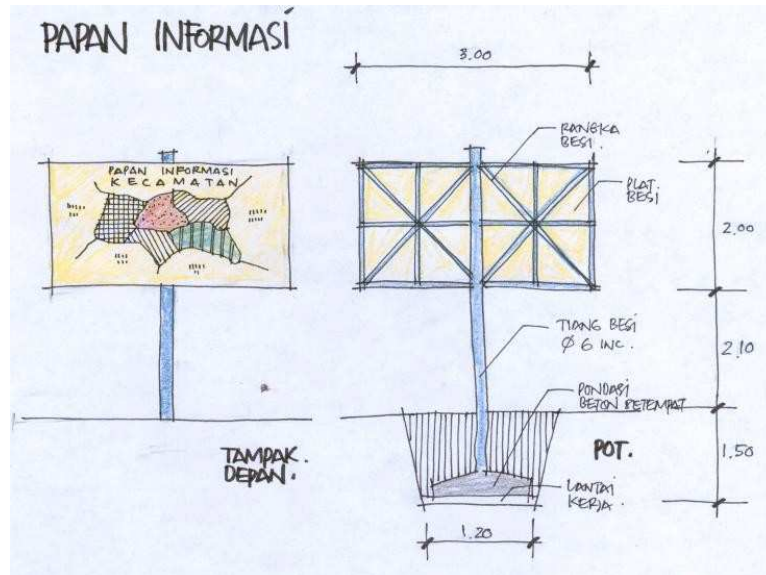 PAPAN INFORMASI
3.00
RANGKA
BESI.
PAPAN INFORMASI
KECAMATAN
PLAT.
BESI
2.00
TIANG BESI
Ø 6 INC.
2.10
PONDASI
BETON SETEMPAT
TAMPAK.
DEPAN.
POT.
1.50
LANTAI
KERJA.
1.20